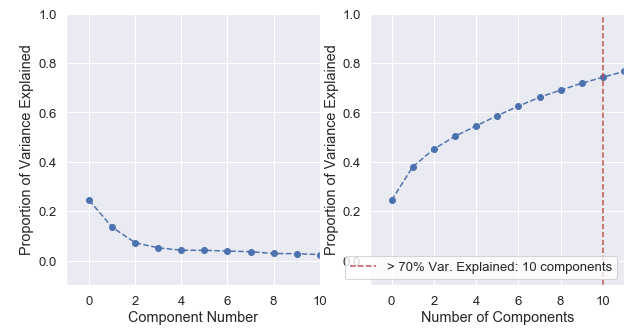 1.0
0.8
0.6
0.4
0.2
0.0
Proportion of Variance Explained
0 2 4 6 8 10
Component Number
1.0
0.8
0.6
0.4
0.2
0.0
Proportion of Variance Explained
> 70% Var. Explained: 10 components
0 2 4 6 8 10
Number of Components